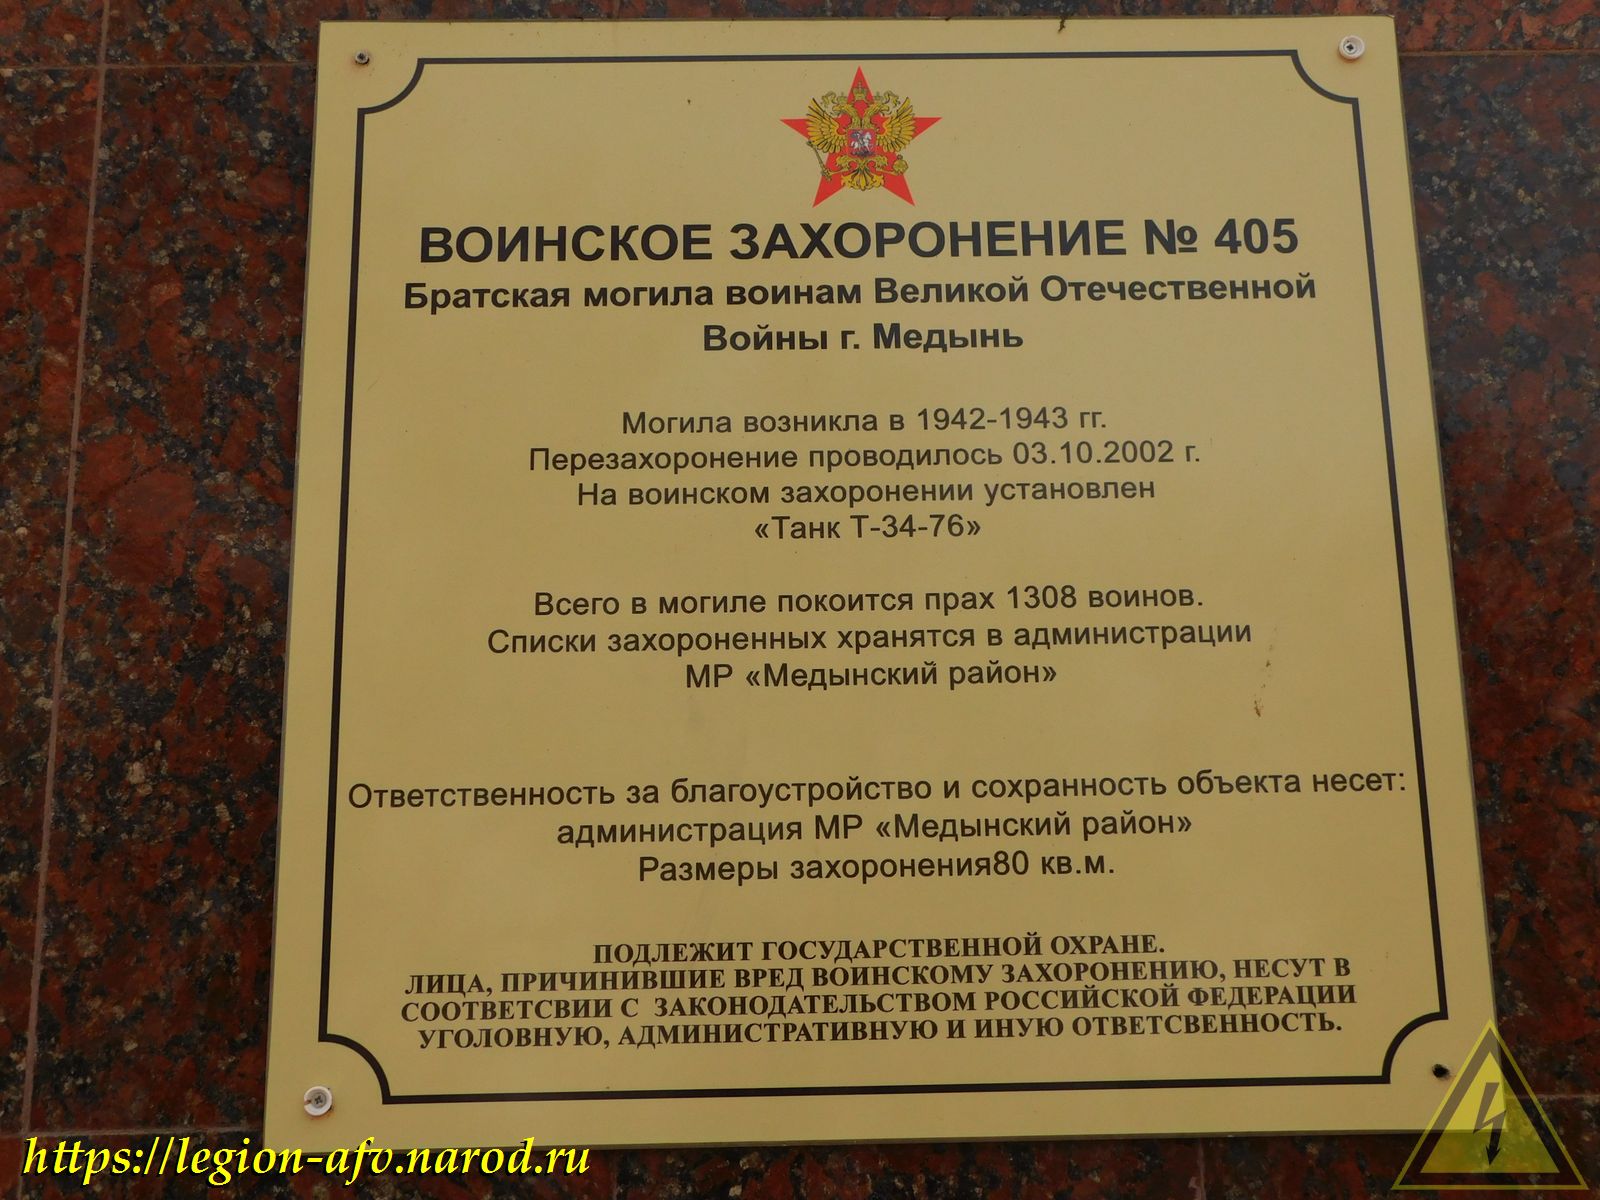 ВОИНСКОЕ ЗАХОРОНЕНИЕ № 405
Братская могила воинам Великой Отечественной
Войны г. Медынь
Могила возникла в 1942-1943 гг.
Перезахоронение проводилось 03.10.2002 г.
На воинском захоронении установлен
«Танк Т-34-76»
Всего в могиле покоится прах 1308 воинов.
Списки захороненных хранятся в администрации
МР «Медынский район»
Ответственность за благоустройство и сохранность объекта несет:
администрация МР «Медынский район»
Размеры захоронения80 кв.м.
ПОДЛЕЖИТ ГОСУДАРСТВЕННОЙ ОХРАНЕ.
ЛИЦА, ПРИЧИНИВШИЕ ВРЕД ВОИНСКОМУ ЗАХОРОНЕНИЮ, НЕСУТ В
СООТВЕТСВИИ С ЗАКОНОДАТЕЛЬСТВОМ РОССИЙСКОЙ ФЕДЕРАЦИИ
УГОЛОВНУЮ, АДМИНИСТРАТИВНУЮ И ИНУЮ ОТВЕТСВЕННОСТЬ.
https://legion-afv.narod.ru